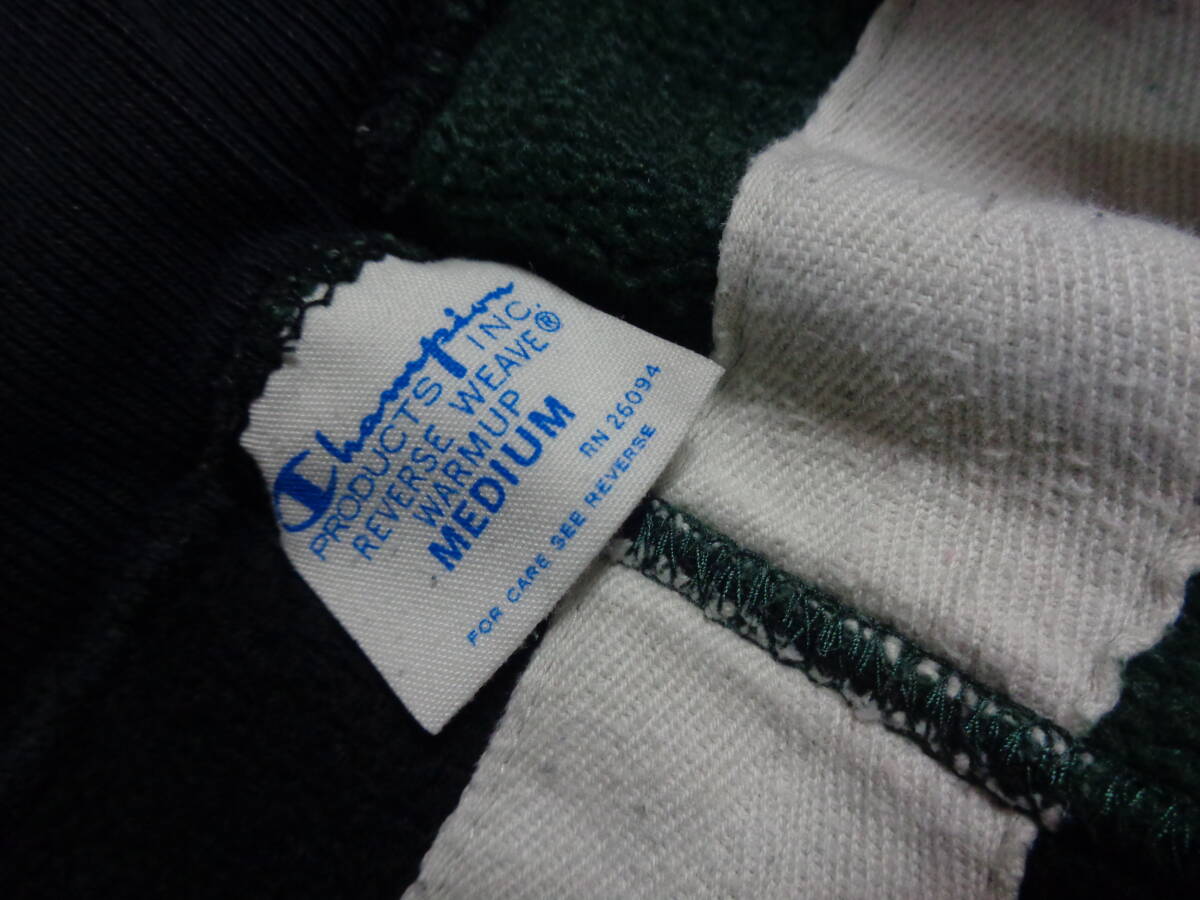 Champion
PRODUCTS INC.
REVERSE WEAVE®
WARMUP
MEDIUM
RN 26094
FOR CARE SEE REVERSE